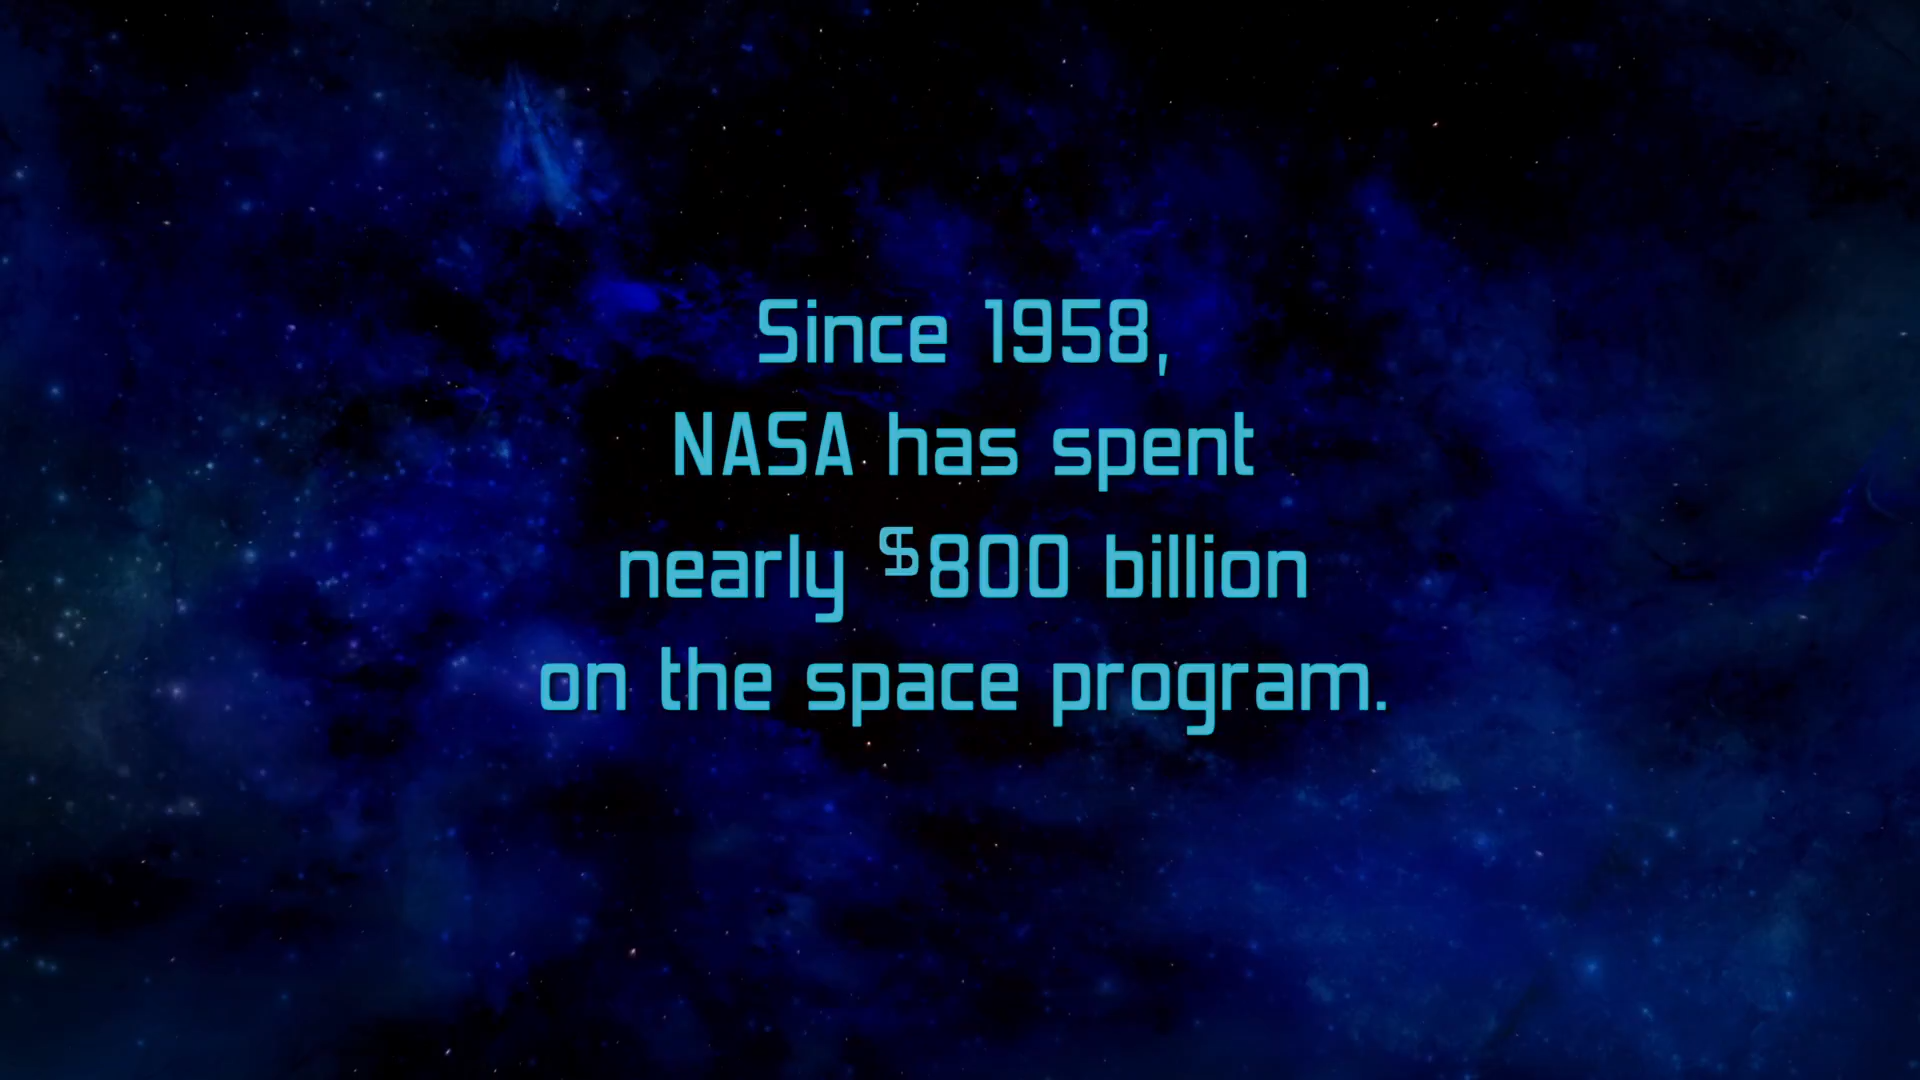 Since 1958,
NASA has spent
nearly $800 billion
on the space program.